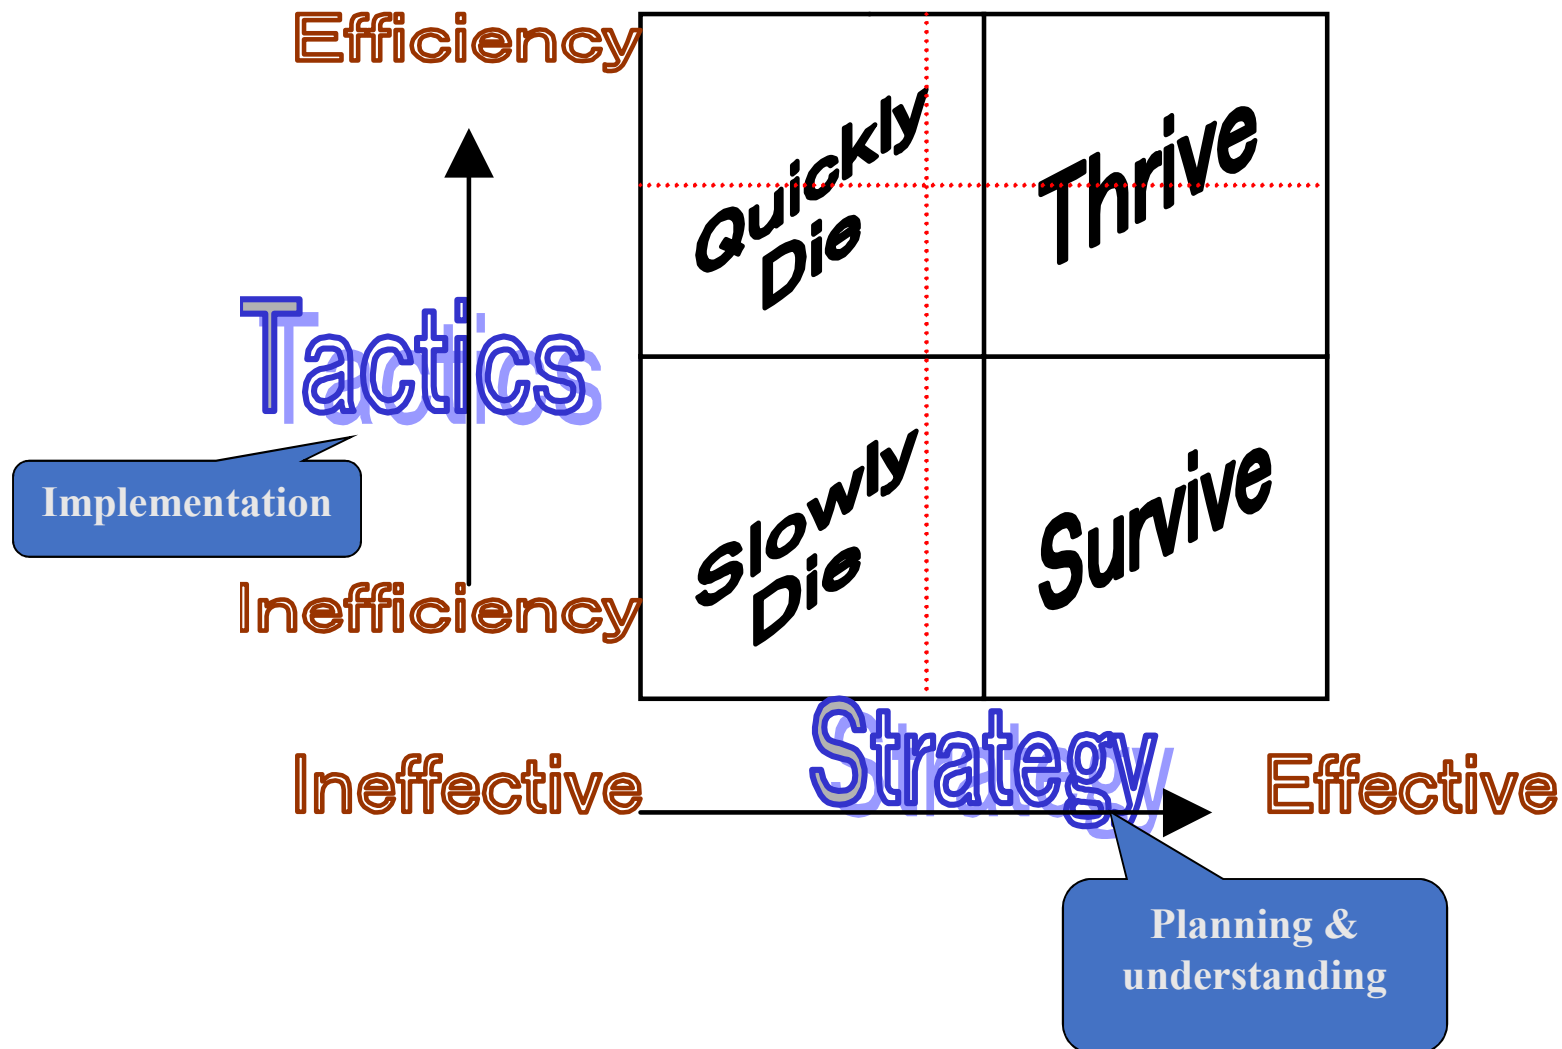 Efficiency
Quickly
Die
Thrive
Tactics
Implementation
Slowly
Die
Survive
Inefficiency
Strategy
Ineffective
Effective
Planning &
understanding